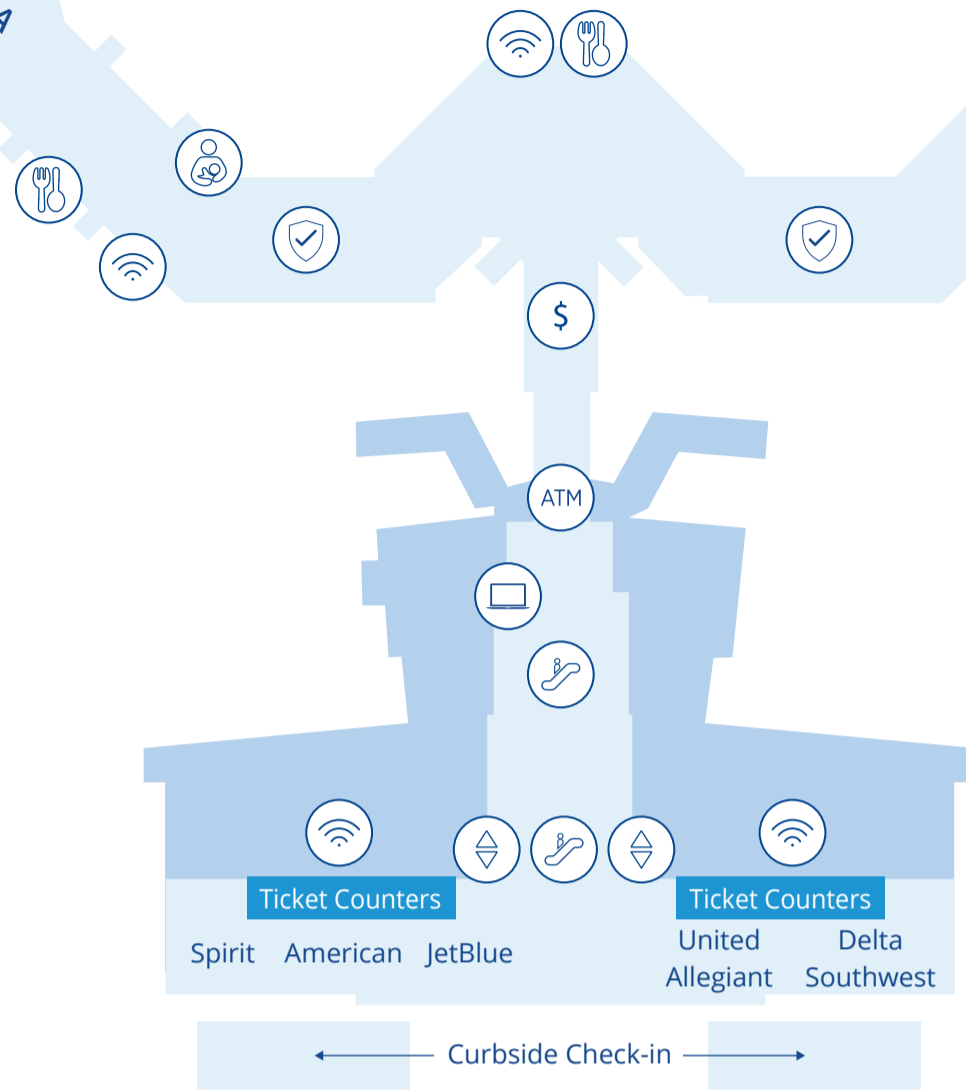 A
$
ATM
Ticket Counters
Ticket Counters
Spirit American JetBlue
United Delta
Allegiant Southwest
Curbside Check-in